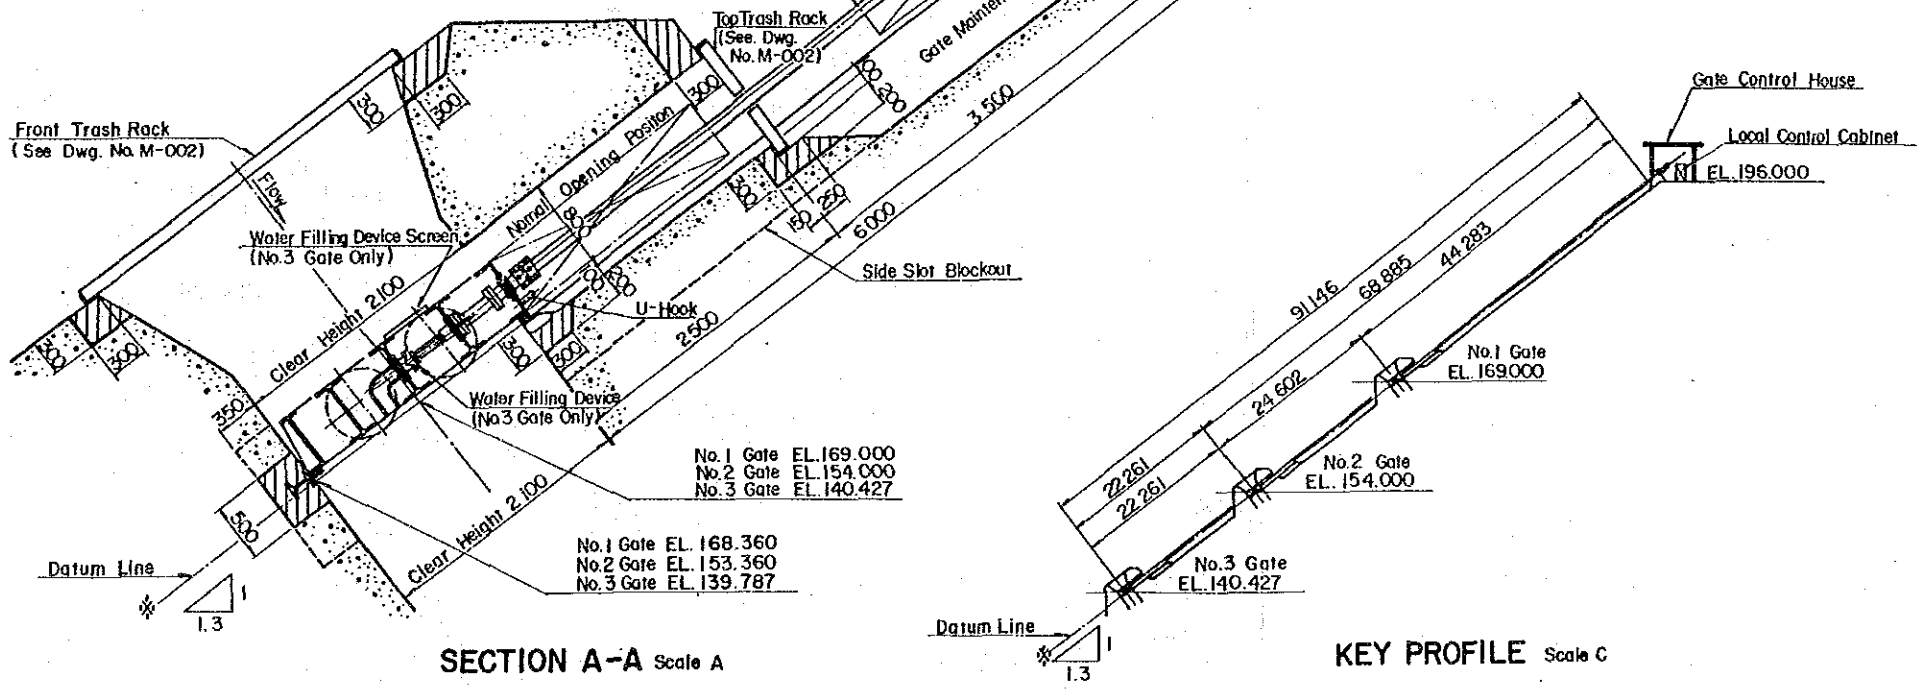 Top Trash Rack
(See. Dwg.
No. M-002)
Gate Mainten
300
100
200
3.500
Front Trash Rack
(See Dwg. No. M-002)
300
300
Flow
Normal Opening Positon
800
Water Filling Device Screen
(No.3 Gate Only)
300
150
250
6.000
Side Slot Blockout
100
200
U-Hook
300
300
2.500
Clear Height 2.100
300
300
350
Water Filling Device
(No.3 Gate Only)
No.1 Gate EL.169.000
No.2 Gate EL.154.000
No.3 Gate EL.140.427
Clear Height 2.100
500
No.1 Gate EL.168.360
No.2 Gate EL.153.360
No.3 Gate EL.139.787
Datum Line
※
1
1.3
SECTION A-A Scale A
Gate Control House
Local Control Cabinet
EL.196.000
91.146
68.885
44.283
No.1 Gate
EL.169.000
24.602
22.261
22.261
No.2 Gate
EL.154.000
No.3 Gate
EL.140.427
Datum Line
※
1
1.3
KEY PROFILE Scale C